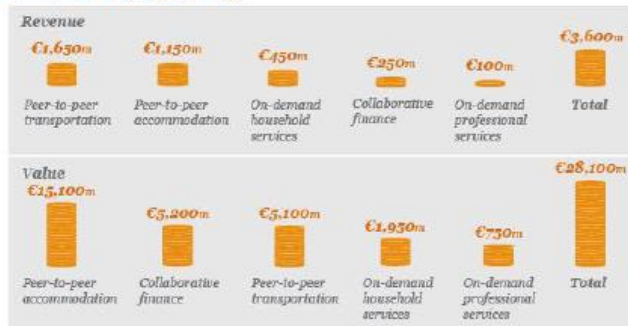 Revenue
€1,650m
€1,150m
€450m
€250m
€100m
€3,600m
Peer-to-peer
transportation
Peer-to-peer
accommodation
On-demand
household
services
Collaborative
finance
On-demand
professional
services
Total
Value
€15,100m
€5,200m
€5,100m
€1,950m
€750m
€28,100m
Peer-to-peer
accommodation
Collaborative
finance
Peer-to-peer
transportation
On-demand
household
services
On-demand
professional
services
Total